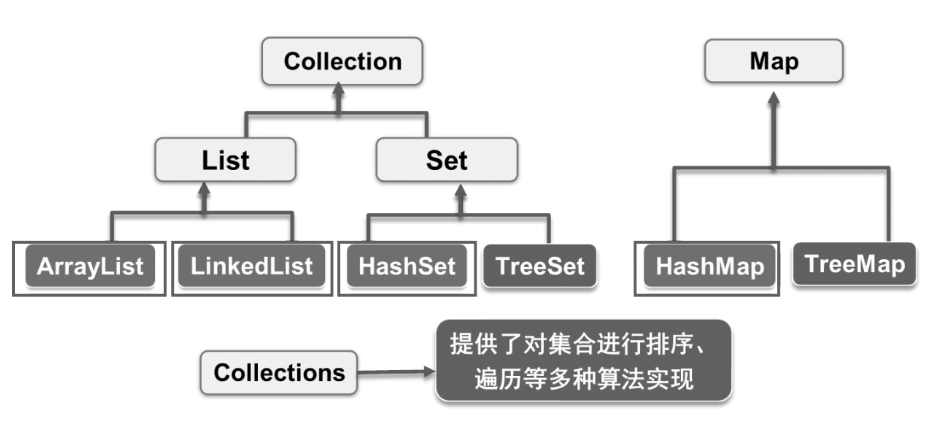 Collection
Map
List
Set
ArrayList
LinkedList
HashSet
TreeSet
HashMap
TreeMap
Collections
提供了对集合进行排序、
遍历等多种算法实现